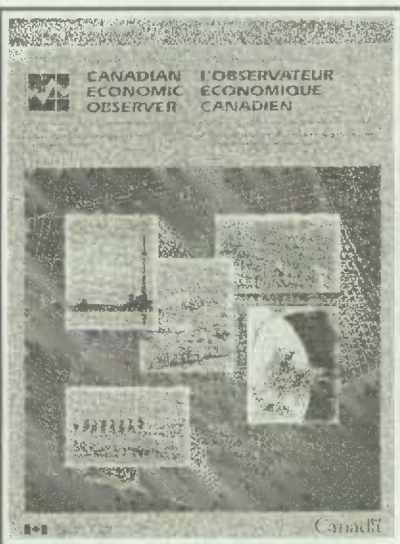 CANADIAN L'OBSERVATEUR
ECONOMIC ÉCONOMIQUE
OBSERVER CANADIEN
Canada